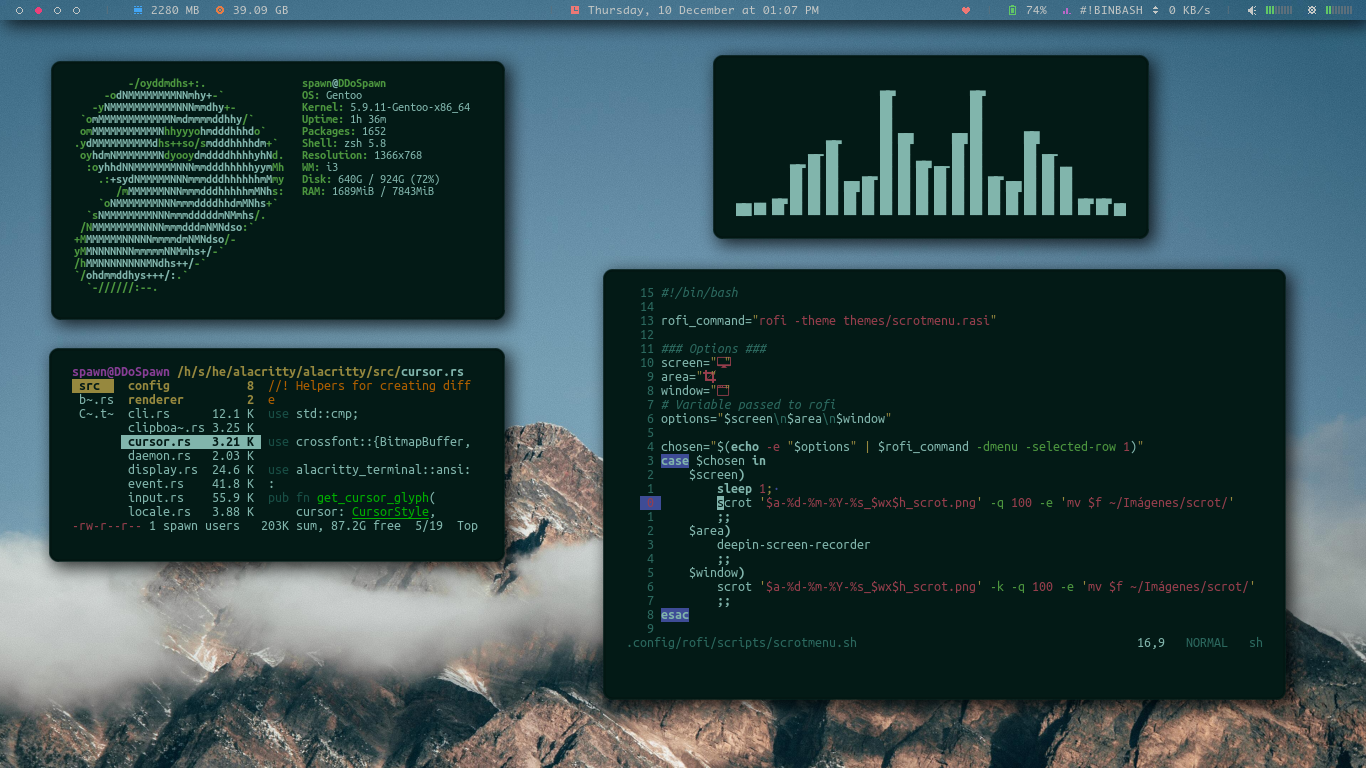 2280 MB 39.09 GB Thursday, 10 December at 01:07 PM 74% #!BINBASH 0 KB/s
spawn@DDoSpawn
OS: Gentoo
Kernel: 5.9.11-Gentoo-x86_64
Uptime: 1h 36m
Packages: 1652
Shell: zsh 5.8
Resolution: 1366x768
WM: i3
Disk: 640G / 924G (72%)
RAM: 1689MiB / 7843MiB
spawn@DDoSpawn /h/s/he/alacritty/alacritty/src/cursor.rs
src config 8 //! Helpers for creating diff
b~.rs renderer 2 e
C~.t~ cli.rs 12.1 K use std::cmp;
clipboa~.rs 3.25 K
cursor.rs 3.21 K use crossfont::{BitmapBuffer,
daemon.rs 2.03 K
display.rs 24.6 K use alacritty_terminal::ansi:
event.rs 41.8 K :
input.rs 55.9 K pub fn get_cursor_glyph(
locale.rs 3.88 K cursor: CursorStyle,
-rw-r--r-- 1 spawn users 203K sum, 87.2G free 5/19 Top
15 #!/bin/bash
14
13 rofi_command="rofi -theme themes/scrotmenu.rasi"
12
11 ### Options ###
10 screen=""
9 area=""
8 window=""
7 # Variable passed to rofi
6 options="$screen\n$area\n$window"
5
4 chosen="$(echo -e "$options" | $rofi_command -dmenu -selected-row 1)"
3 case $chosen in
2 $screen)
1 sleep 1;
0 scrot '$a-%d-%m-%Y-%s_$wx$h_scrot.png' -q 100 -e 'mv $f ~/Imágenes/scrot/'
1 ;;
2 $area)
3 deepin-screen-recorder
4 ;;
5 $window)
6 scrot '$a-%d-%m-%Y-%s_$wx$h_scrot.png' -k -q 100 -e 'mv $f ~/Imágenes/scrot/'
7 ;;
8 esac
9
.config/rofi/scripts/scrotmenu.sh 16,9 NORMAL sh